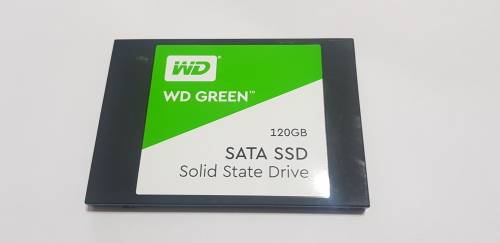 WD
WD GREEN™
120GB
SATA SSD
Solid State Drive